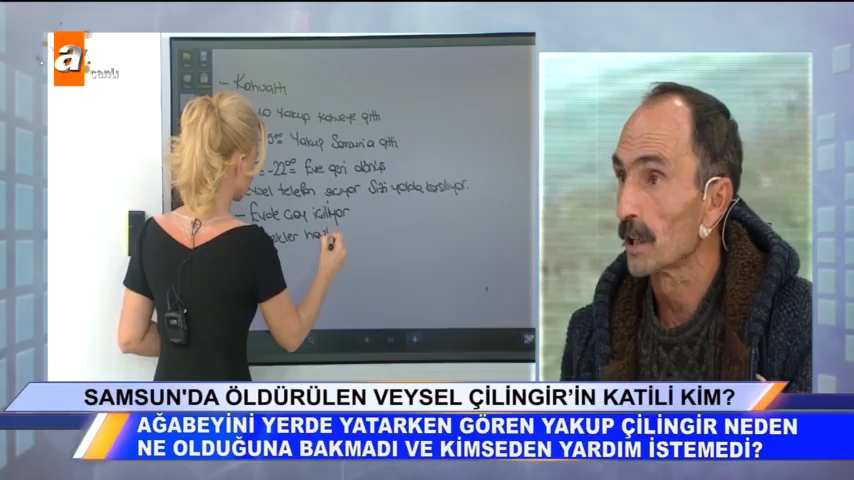 a
canlı
- Kahvaltı
10 Yakup kahveye gitti
Yakup Samsun'a gitti
-22⁰⁰ Eve geri dönüş
telefon açıyor Sizi yolda karşılıyor.
- Evde çay içiliyor
SAMSUN'DA ÖLDÜRÜLEN VEYSEL ÇİLİNGİR'İN KATİLİ KİM?
AĞABEYİNİ YERDE YATARKEN GÖREN YAKUP ÇİLİNGİR NEDEN
NE OLDUĞUNA BAKMADI VE KİMSEDEN YARDIM İSTEMEDİ?